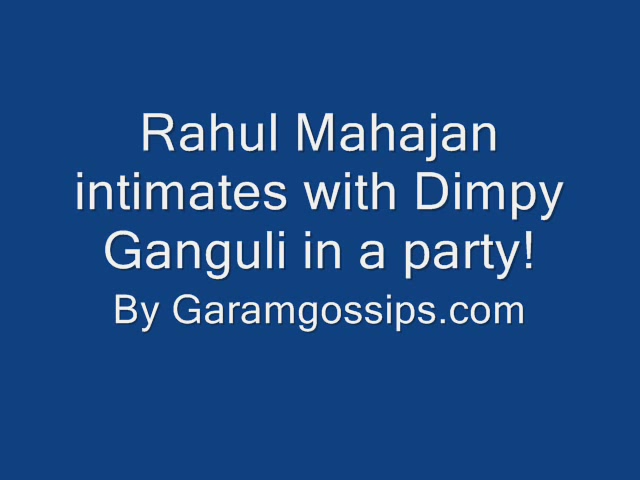 Rahul Mahajan
intimates with Dimpy
Ganguli in a party!
By Garamgossips.com